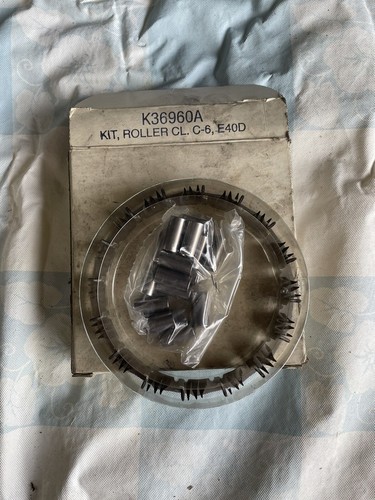 K36960A
KIT, ROLLER CL. C-6, E40D